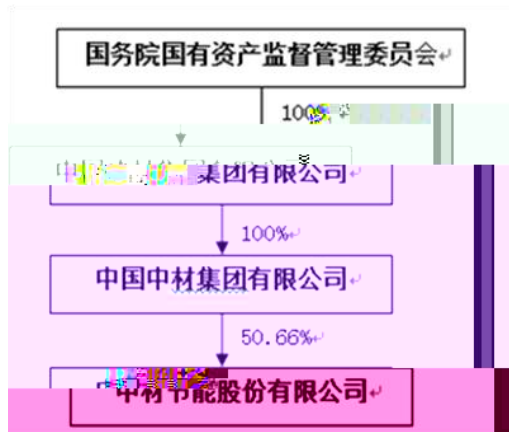 国务院国有资产监督管理委员会
100%
集团有限公司
100%
中国中材集团有限公司
50.66%
中材节能股份有限公司